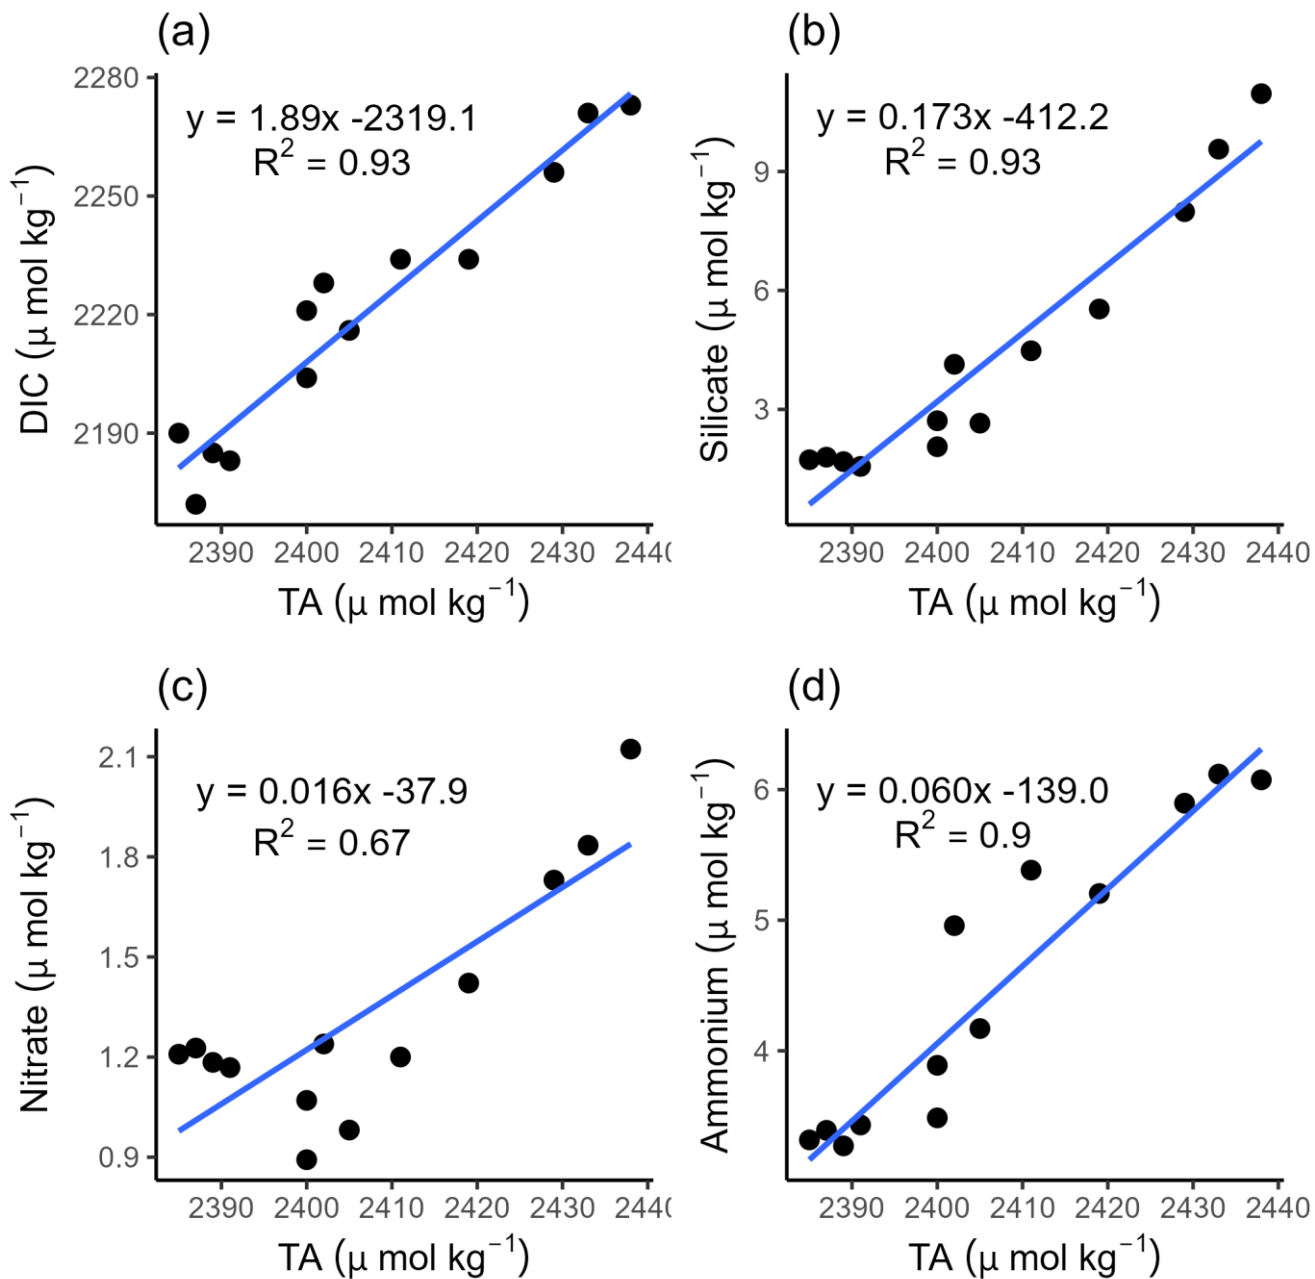 (a)
2280
2250
2220
2190
DIC (μ mol kg⁻¹)
y = 1.89x -2319.1
R² = 0.93
2390 2400 2410 2420 2430 244
TA (μ mol kg⁻¹)
(b)
9
6
3
Silicate (μ mol kg⁻¹)
y = 0.173x -412.2
R² = 0.93
2390 2400 2410 2420 2430 2440
TA (μ mol kg⁻¹)
(c)
2.1
1.8
1.5
1.2
0.9
Nitrate (μ mol kg⁻¹)
y = 0.016x -37.9
R² = 0.67
2390 2400 2410 2420 2430 244
TA (μ mol kg⁻¹)
(d)
6
5
4
Ammonium (μ mol kg⁻¹)
y = 0.060x -139.0
R² = 0.9
2390 2400 2410 2420 2430 2440
TA (μ mol kg⁻¹)